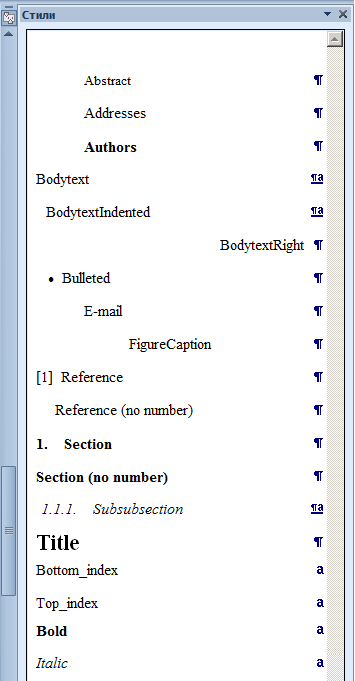 Стили
Abstract ¶
Addresses ¶
Authors ¶
Bodytext ¶a
BodytextIndented ¶a
BodytextRight ¶
• Bulleted ¶
E-mail ¶
FigureCaption ¶
[1] Reference ¶
Reference (no number) ¶
1. Section ¶
Section (no number) ¶
1.1.1. Subsubsection ¶a
Title ¶
Bottom_index a
Top_index a
Bold a
Italic a